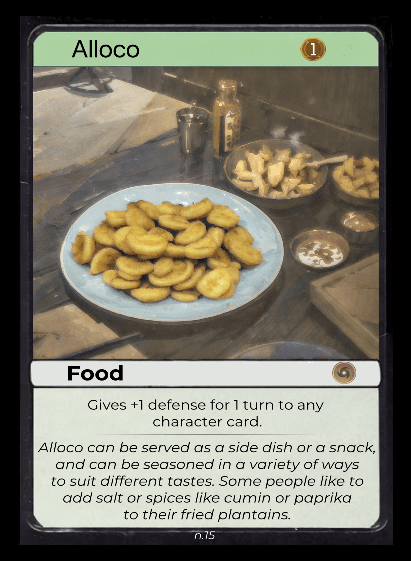 Alloco
1
Food
Gives +1 defense for 1 turn to any
character card.
Alloco can be served as a side dish or a snack,
and can be seasoned in a variety of ways
to suit different tastes. Some people like to
add salt or spices like cumin or paprika
to their fried plantains.
n.15